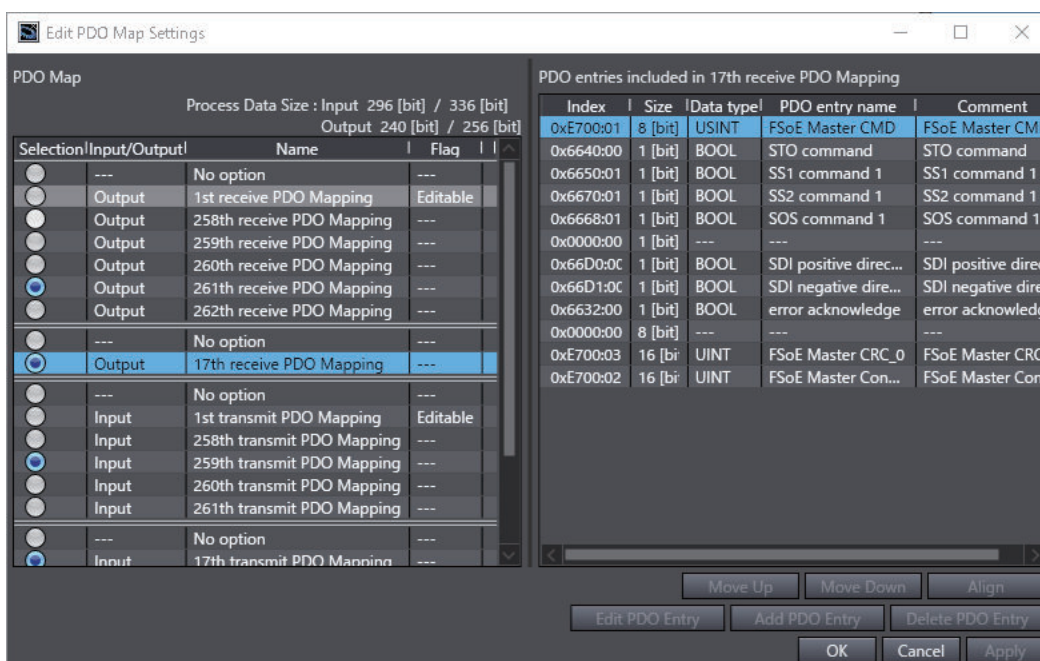 Edit PDO Map Settings
PDO Map
Process Data Size : Input 296 [bit] / 336 [bit]
Output 240 [bit] / 256 [bit]
Selection Input/Output Name Flag
--- No option ---
Output 1st receive PDO Mapping Editable
Output 258th receive PDO Mapping ---
Output 259th receive PDO Mapping ---
Output 260th receive PDO Mapping ---
Output 261th receive PDO Mapping ---
Output 262th receive PDO Mapping ---
--- No option ---
Output 17th receive PDO Mapping ---
--- No option ---
Input 1st transmit PDO Mapping Editable
Input 258th transmit PDO Mapping ---
Input 259th transmit PDO Mapping ---
Input 260th transmit PDO Mapping ---
Input 261th transmit PDO Mapping ---
--- No option ---
Input 17th transmit PDO Mapping ---
PDO entries included in 17th receive PDO Mapping
Index Size Data type PDO entry name Comment
0xE700:01 8 [bit] USINT FSoE Master CMD FSoE Master CM
0x6640:00 1 [bit] BOOL STO command STO command
0x6650:01 1 [bit] BOOL SS1 command 1 SS1 command 1
0x6670:01 1 [bit] BOOL SS2 command 1 SS2 command 1
0x6668:01 1 [bit] BOOL SOS command 1 SOS command 1
0x0000:00 1 [bit] --- --- ---
0x66D0:0C 1 [bit] BOOL SDI positive direc... SDI positive dire
0x66D1:0C 1 [bit] BOOL SDI negative dire... SDI negative dire
0x6632:00 1 [bit] BOOL error acknowledge error acknowledg
0x0000:00 8 [bit] --- --- ---
0xE700:03 16 [bi UINT FSoE Master CRC_0 FSoE Master CRC
0xE700:02 16 [bi UINT FSoE Master Con... FSoE Master Con
Move Up Move Down Align
Edit PDO Entry Add PDO Entry Delete PDO Entry
OK Cancel Apply